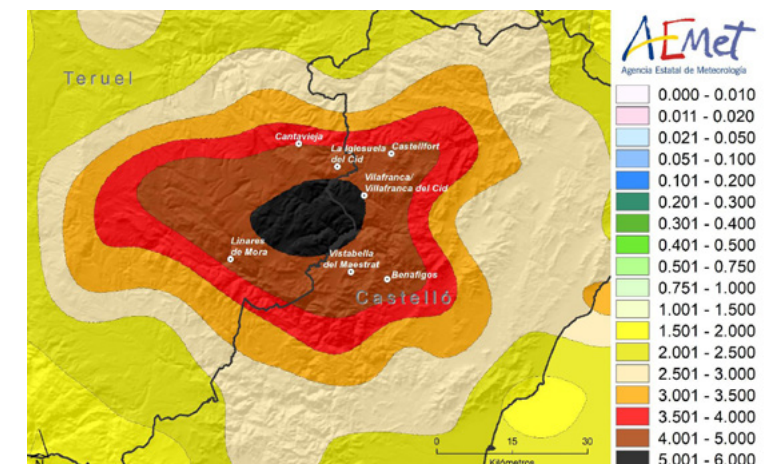 Teruel
Cantavieja
La Iglesuela
del Cid
Castellfort
Vilafranca/
Villafranca del Cid
Linares
de Mora
Vistabella
del Maestrat
Benafigos
Castelló
0 15 30
Kilómetros
N
AEMet
Agencia Estatal de Meteorología
0.000 - 0.010
0.011 - 0.020
0.021 - 0.050
0.051 - 0.100
0.101 - 0.200
0.201 - 0.300
0.301 - 0.400
0.401 - 0.500
0.501 - 0.750
0.751 - 1.000
1.001 - 1.500
1.501 - 2.000
2.001 - 2.500
2.501 - 3.000
3.001 - 3.500
3.501 - 4.000
4.001 - 5.000
5.001 - 6.000